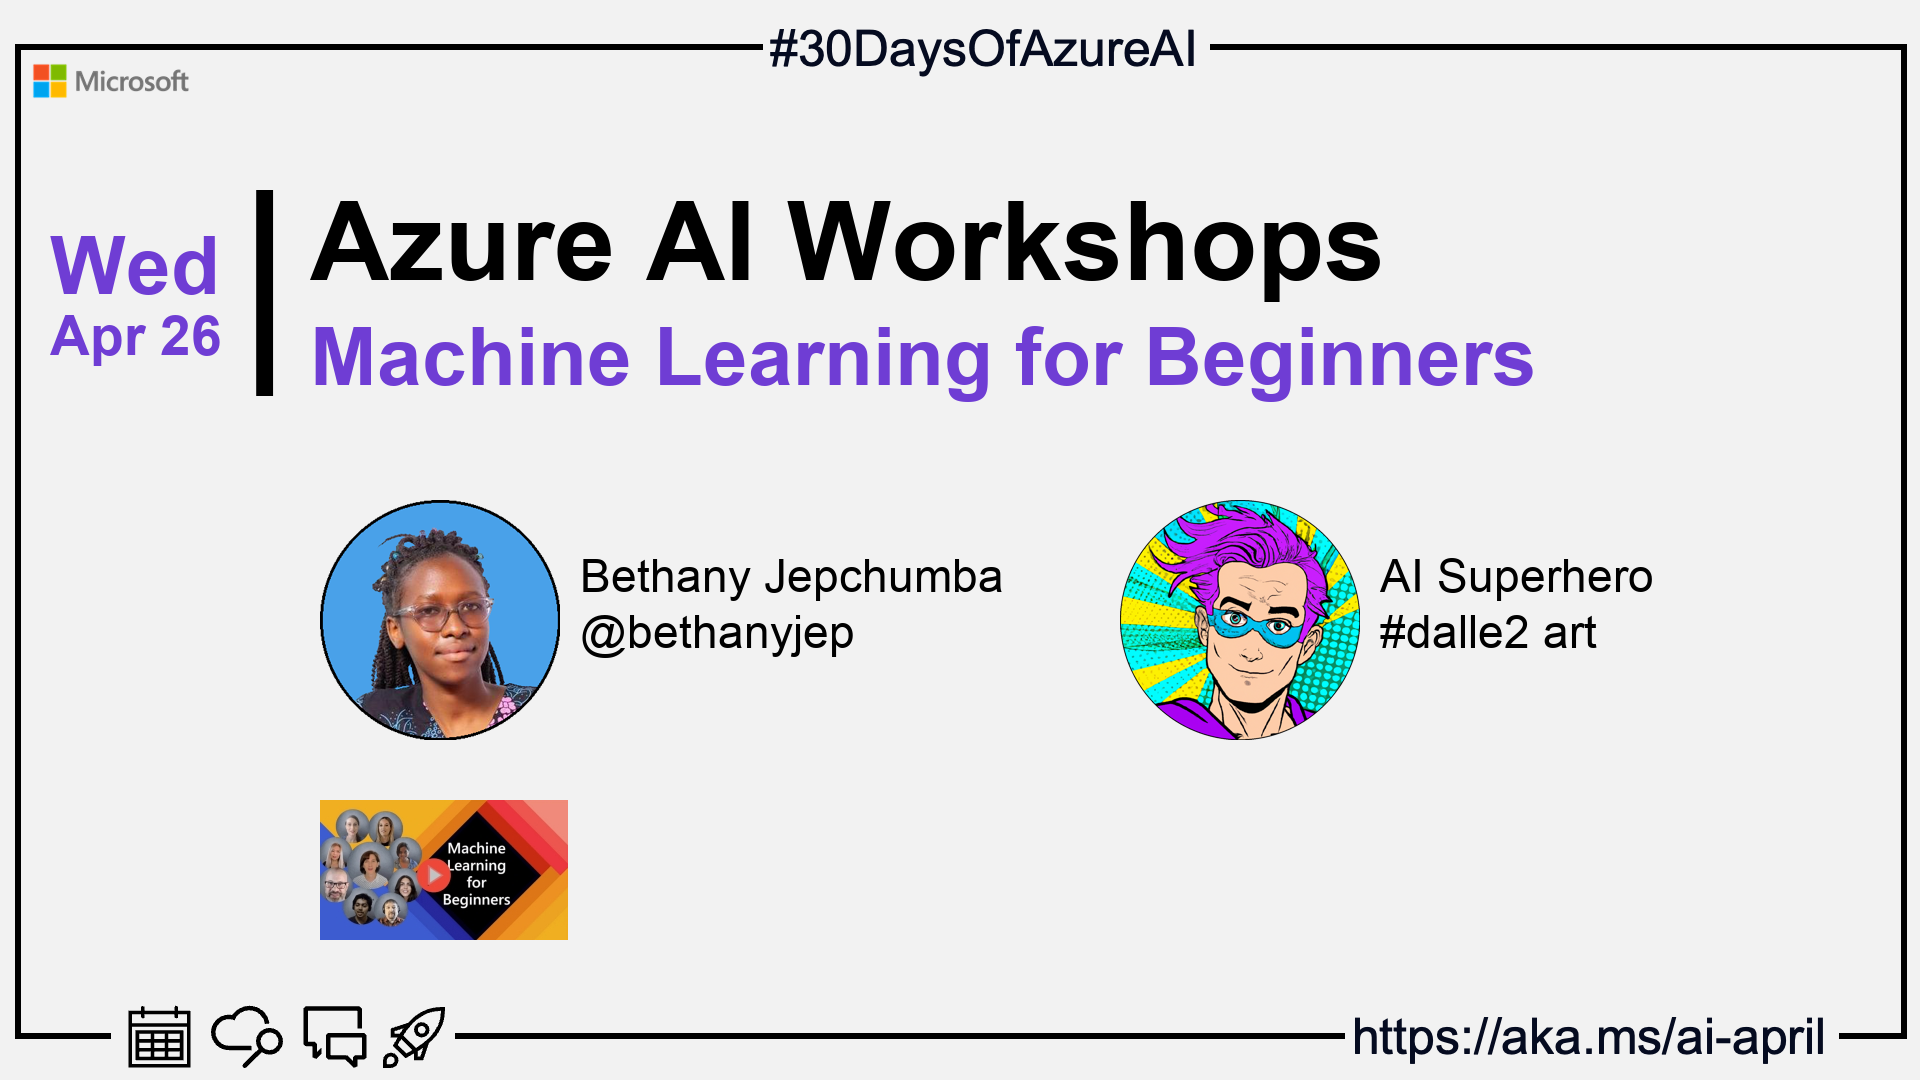 #30DaysOfAzureAI
Microsoft
Wed
Apr 26
Azure AI Workshops
Machine Learning for Beginners
Bethany Jepchumba
@bethanyjep
AI Superhero
#dalle2 art
Machine
Learning
for
Beginners
https://aka.ms/ai-april